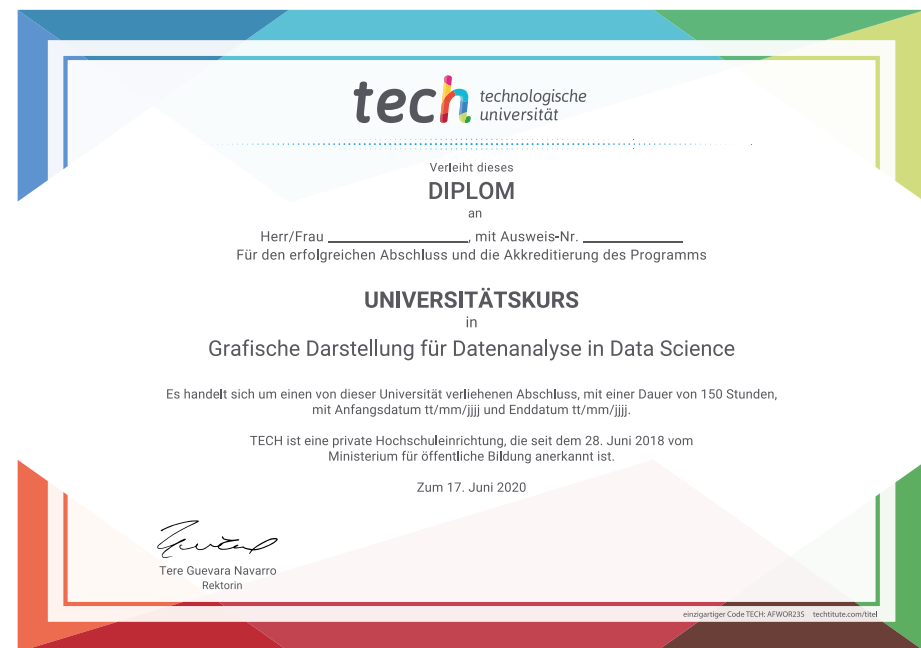 tech technologische
universität
Verleiht dieses
DIPLOM
an
Herr/Frau ____________________, mit Ausweis-Nr. ______________
Für den erfolgreichen Abschluss und die Akkreditierung des Programms
UNIVERSITÄTSKURS
in
Grafische Darstellung für Datenanalyse in Data Science
Es handelt sich um einen von dieser Universität verliehenen Abschluss, mit einer Dauer von 150 Stunden,
mit Anfangsdatum tt/mm/jjjj und Enddatum tt/mm/jjjj.
TECH ist eine private Hochschuleinrichtung, die seit dem 28. Juni 2018 vom
Ministerium für öffentliche Bildung anerkannt ist.
Zum 17. Juni 2020
Tere Guevara Navarro
Rektorin
einzigartiger Code TECH: AFWOR23S techtitute.com/titel